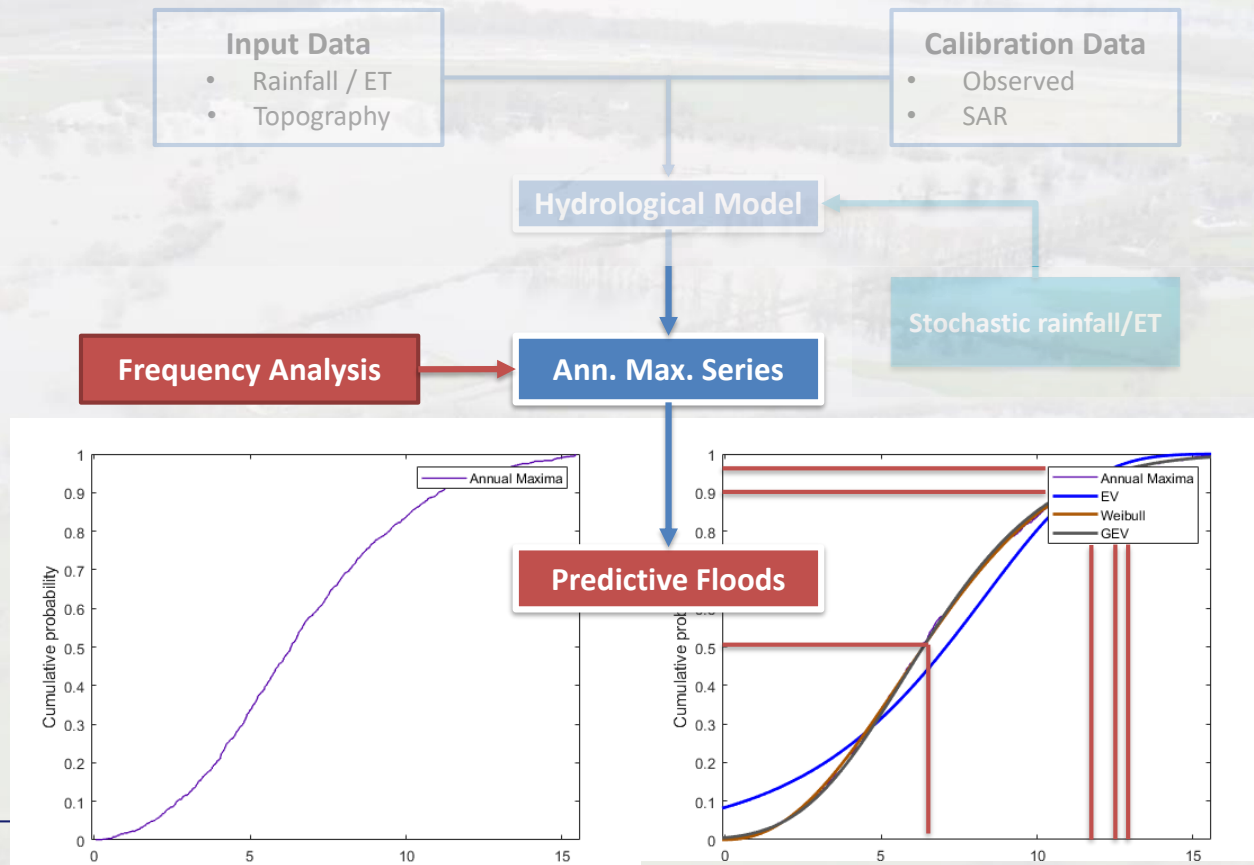 Input Data
• Rainfall / ET
• Topography
Calibration Data
• Observed
• SAR
Hydrological Model
Stochastic rainfall/ET
Frequency Analysis
Ann. Max. Series
Predictive Floods
Cumulative probability
1
0.9
0.8
0.7
0.6
0.5
0.4
0.3
0.2
0.1
0
0
5
10
15
Annual Maxima
Cumulative prob
1
0.9
0.8
0.7
0.5
0.4
0.3
0.2
0.1
0
0
5
10
15
Annual Maxima
EV
Weibull
GEV